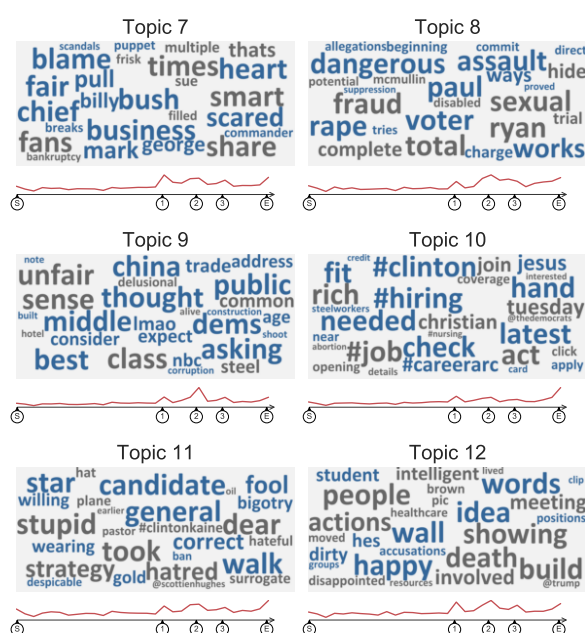 Topic 7
scandals puppet multiple thats
blame frisk times heart
fair pull sue
chief billy bush smart
filled scared
breaks business commander
fans mark george share
bankruptcy
S 1 2 3 E
Topic 8
allegations beginning commit direct
dangerous assault hide
potential mcmullin paul ways
suppression proved
fraud disabled sexual
rape tries voter ryan trial
complete total charge works
S 1 2 3 E
Topic 9
note china trade address
unfair delusional public
sense thought common
built middle lmao alive construction age
hotel consider expect dems shoot
best class nbc asking
corruption steel
S 1 2 3 E
Topic 10
credit #clinton join jesus
fit coverage interested
rich #hiring hand
steelworkers tuesday
needed christian @thedemocrats
near #nursing latest
abortion #job check act click
opening details #careerarc card apply
S 1 2 3 E
Topic 11
hat
star candidate oil fool
willing plane bigotry
earlier general
stupid pastor #clintonkaine dear
wearing took correct hateful
ban
strategy gold hatred walk
despicable @scottienhughes surrogate
S 1 2 3 E
Topic 12
student intelligent lived words clip
people brown
pic idea meeting
actions healthcare positions
moved hes wall showing
dirty accusations death
groups happy build
disappointed resources involved @trump
S 1 2 3 E